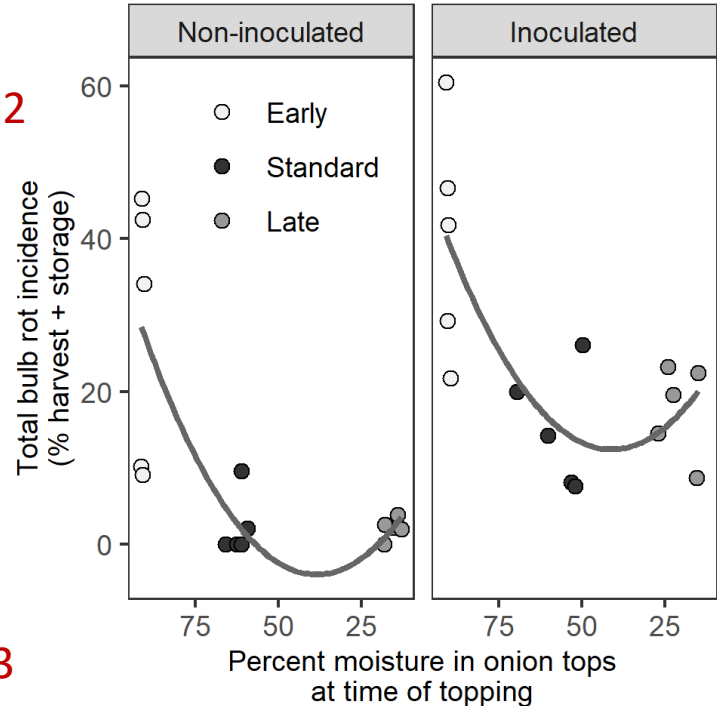 Non-inoculated
Inoculated
2
60
40
20
0
Early
Standard
Late
Total bulb rot incidence
(% harvest + storage)
75
50
25
75
50
25
3
Percent moisture in onion tops
at time of topping